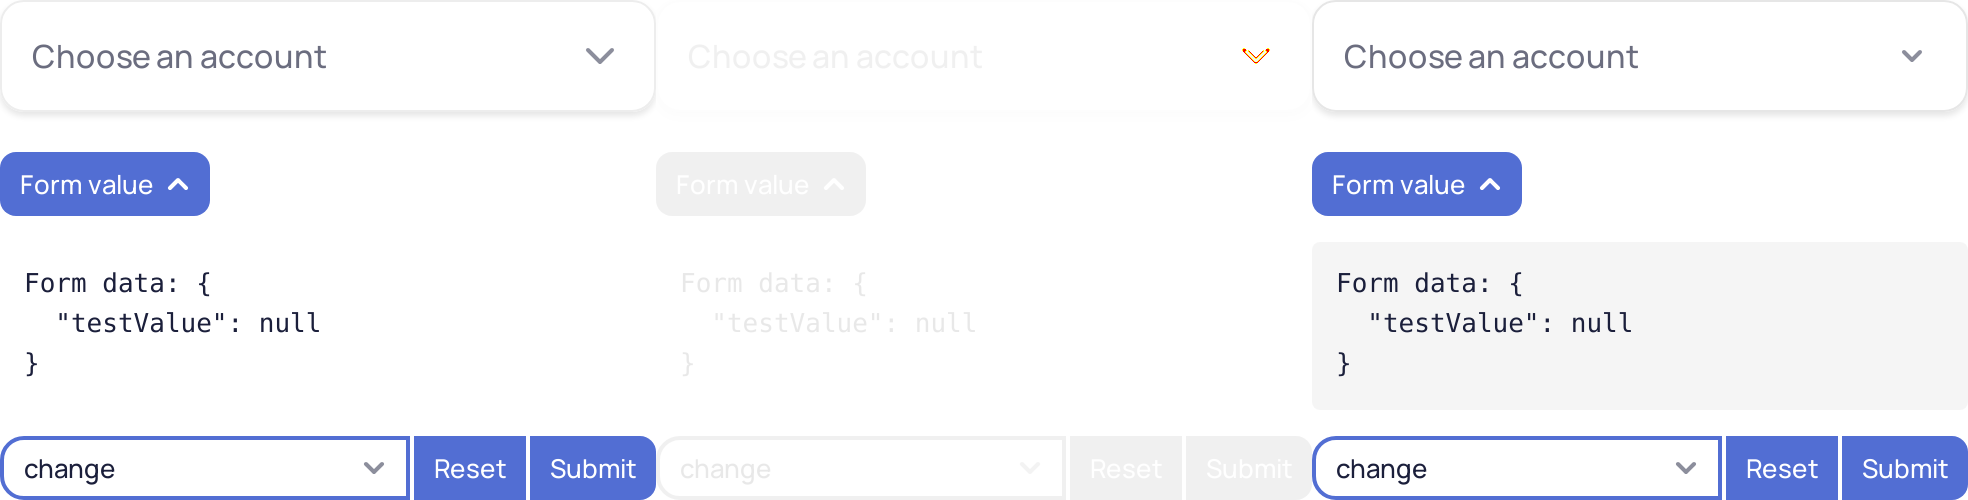 Choose an account
Choose an account
Choose an account
Form value
Form value
Form value
Form data: {
"testValue": null
}
Form data: {
"testValue": null
}
Form data: {
"testValue": null
}
change
Reset
Submit
change
Reset
Submit
change
Reset
Submit